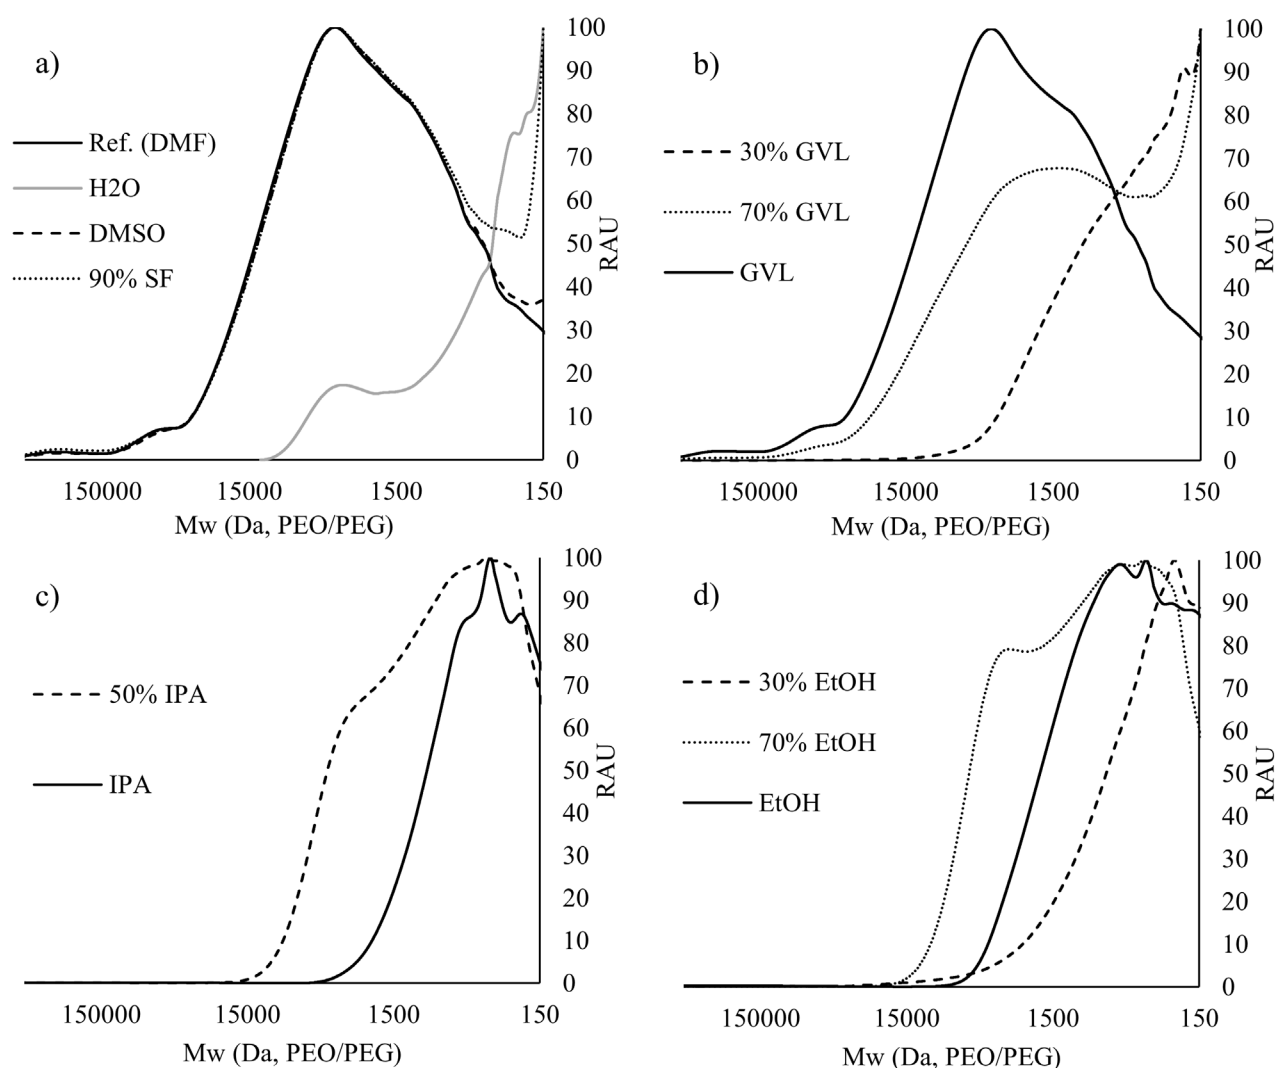 a)
Ref. (DMF)
H2O
DMSO
90% SF
100
90
80
70
60
50
40
30
20
10
0
RAU
150000 15000 1500 150
Mw (Da, PEO/PEG)
b)
30% GVL
70% GVL
GVL
100
90
80
70
60
50
40
30
20
10
0
RAU
150000 15000 1500 150
Mw (Da, PEO/PEG)
c)
50% IPA
IPA
100
90
80
70
60
50
40
30
20
10
0
RAU
150000 15000 1500 150
Mw (Da, PEO/PEG)
d)
30% EtOH
70% EtOH
EtOH
100
90
80
70
60
50
40
30
20
10
0
RAU
150000 15000 1500 150
Mw (Da, PEO/PEG)